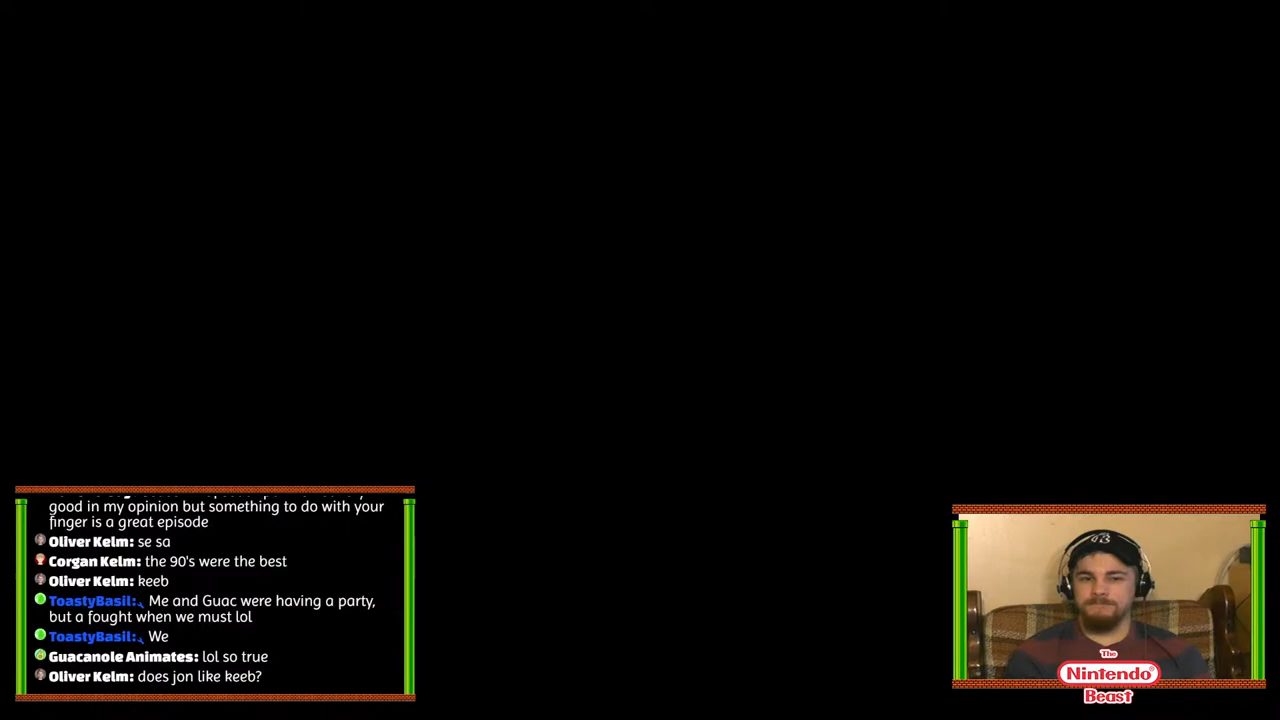 good in my opinion but something to do with your
finger is a great episode
Oliver Kelm: se sa
Corgan Kelm: the 90's were the best
Oliver Kelm: keeb
ToastyBasil: Me and Guac were having a party,
but a fought when we must lol
ToastyBasil: We
Guacanole Animates: lol so true
Oliver Kelm: does jon like keeb?
The
Nintendo
Beast